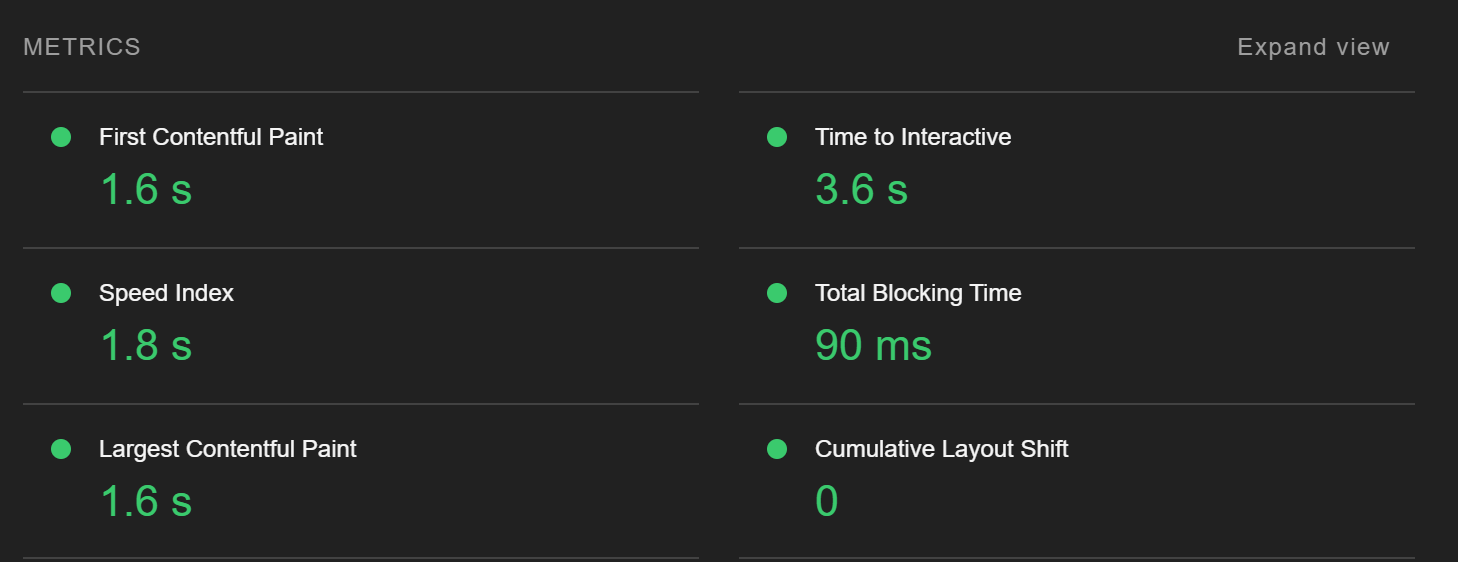 METRICS
Expand view
First Contentful Paint
1.6 s
Time to Interactive
3.6 s
Speed Index
1.8 s
Total Blocking Time
90 ms
Largest Contentful Paint
1.6 s
Cumulative Layout Shift
0